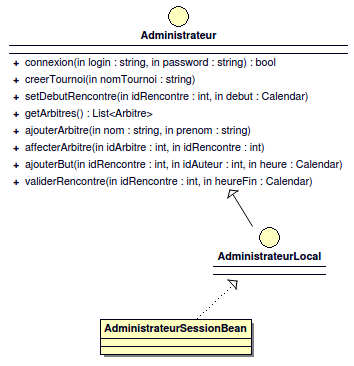 Administrateur
+ connexion(in login : string, in password : string) : bool
+ creerTournoi(in nomTournoi : string)
+ setDebutRencontre(in idRencontre : int, in debut : Calendar)
+ getArbitres() : List<Arbitre>
+ ajouterArbitre(in nom : string, in prenom : string)
+ affecterArbitre(in idArbitre : int, in idRencontre : int)
+ ajouterBut(in idRencontre : int, in idAuteur : int, in heure : Calendar)
+ validerRencontre(in idRencontre : int, in heureFin : Calendar)
AdministrateurLocal
AdministrateurSessionBean